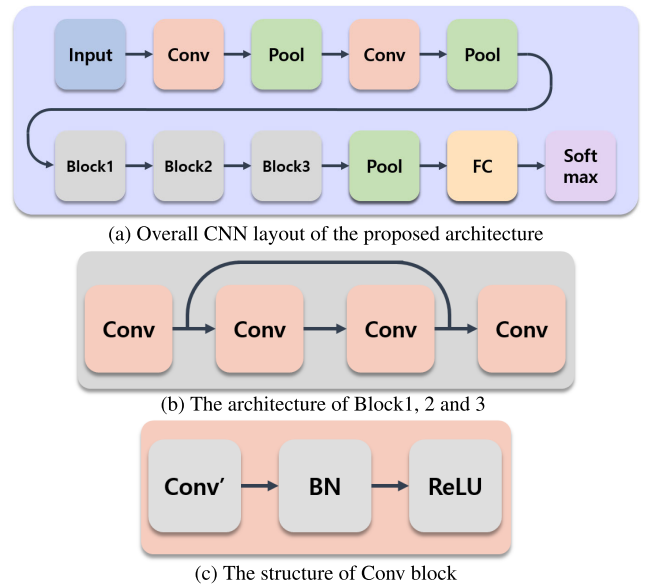 Input Conv Pool Conv Pool
Block1 Block2 Block3 Pool FC Soft max
(a) Overall CNN layout of the proposed architecture
Conv Conv Conv Conv
(b) The architecture of Block1, 2 and 3
Conv’ BN ReLU
(c) The structure of Conv block